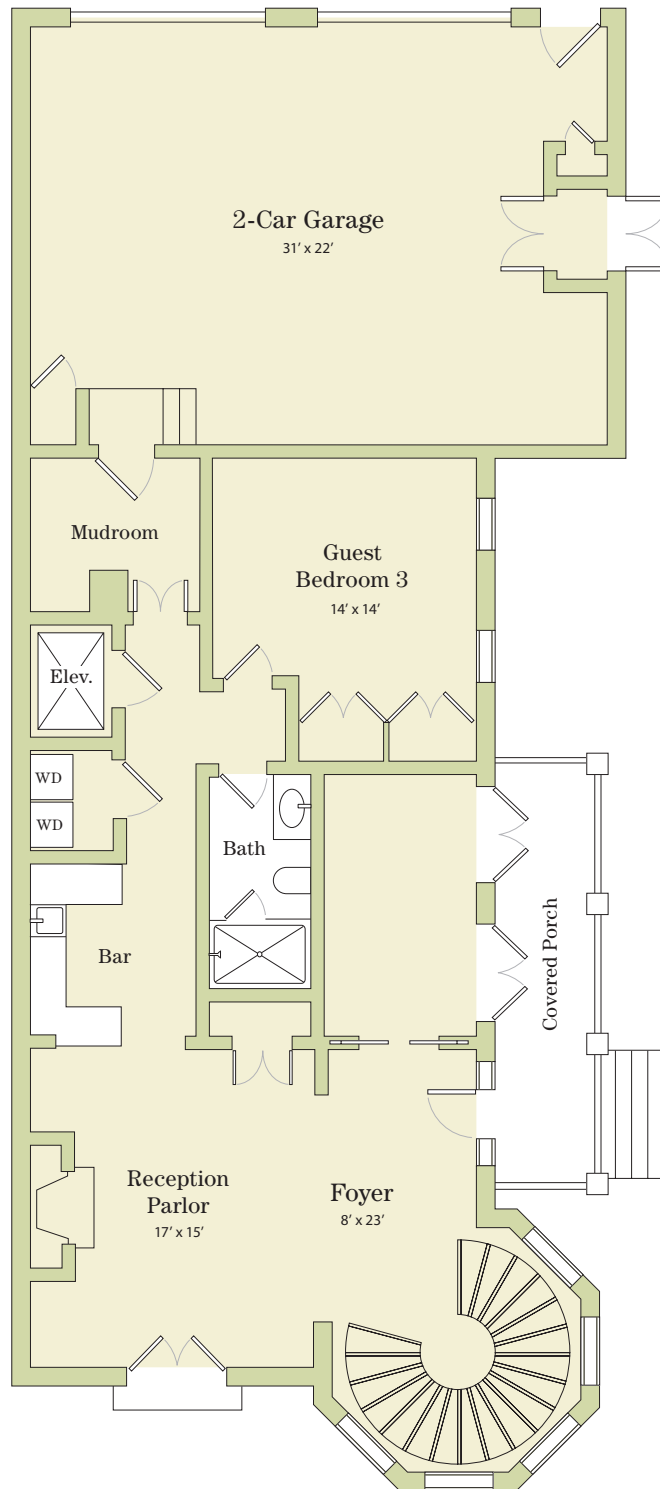 2-Car Garage
31′ x 22′
Mudroom
Guest
Bedroom 3
14′ x 14′
Elev.
WD
WD
Bath
Bar
Covered Porch
Reception
Parlor
17′ x 15′
Foyer
8′ x 23′